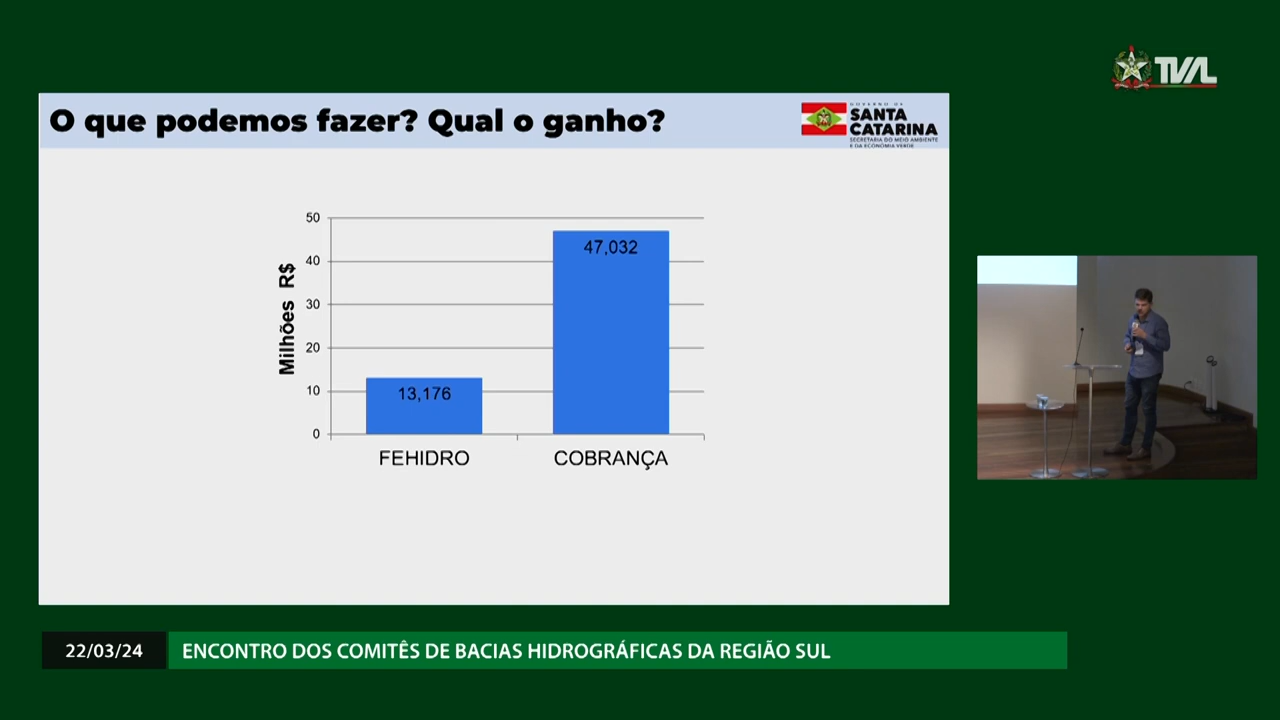 TVAL
O que podemos fazer? Qual o ganho?
GOVERNO DE
SANTA
CATARINA
SECRETARIA DO MEIO AMBIENTE
E DA ECONOMIA VERDE
Milhões R$
50
40
30
20
10
0
13,176
47,032
FEHIDRO
COBRANÇA
22/03/24
ENCONTRO DOS COMITÊS DE BACIAS HIDROGRÁFICAS DA REGIÃO SUL